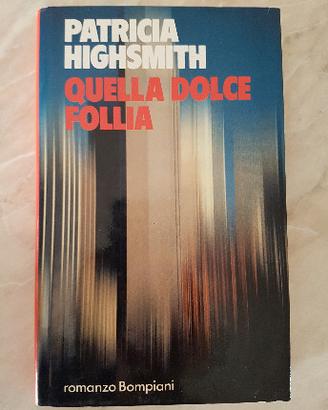 PATRICIA
HIGHSMITH
QUELLA DOLCE
FOLLIA
romanzo Bompiani